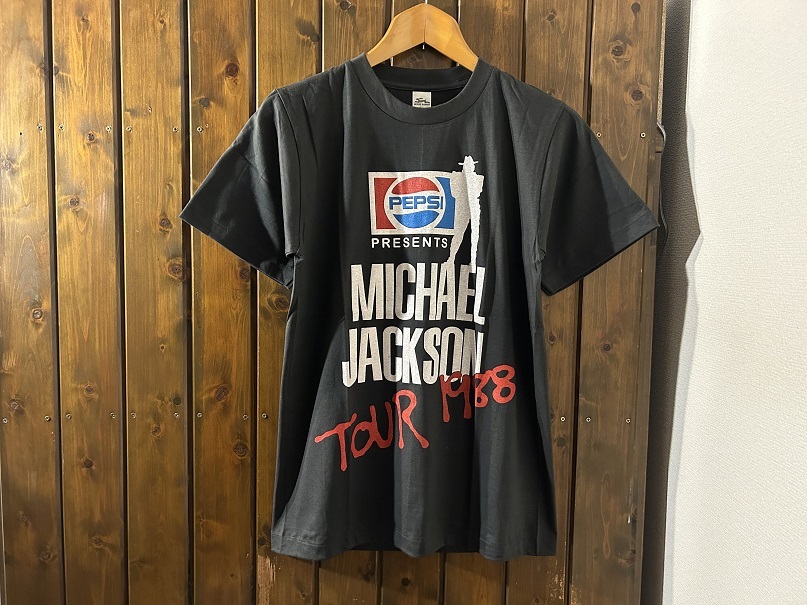 PEPSI
PRESENTS
MICHAEL
JACKSON
TOUR 1988